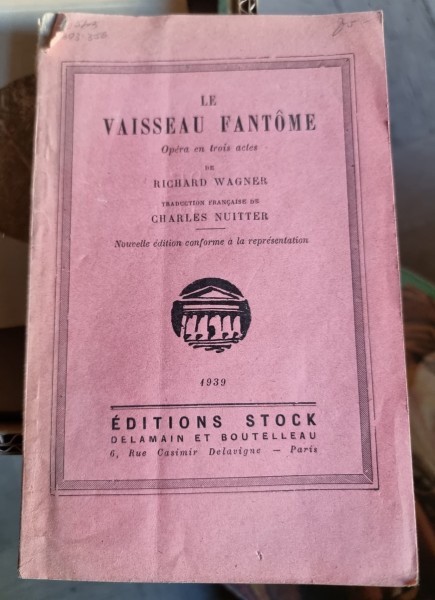 LE
VAISSEAU FANTÔME
Opéra en trois actes
DE
RICHARD WAGNER
TRADUCTION FRANÇAISE DE
CHARLES NUITTER
Nouvelle édition conforme à la représentation
1939
ÉDITIONS STOCK
DELAMAIN ET BOUTELLEAU
6, Rue Casimir Delavigne — Paris